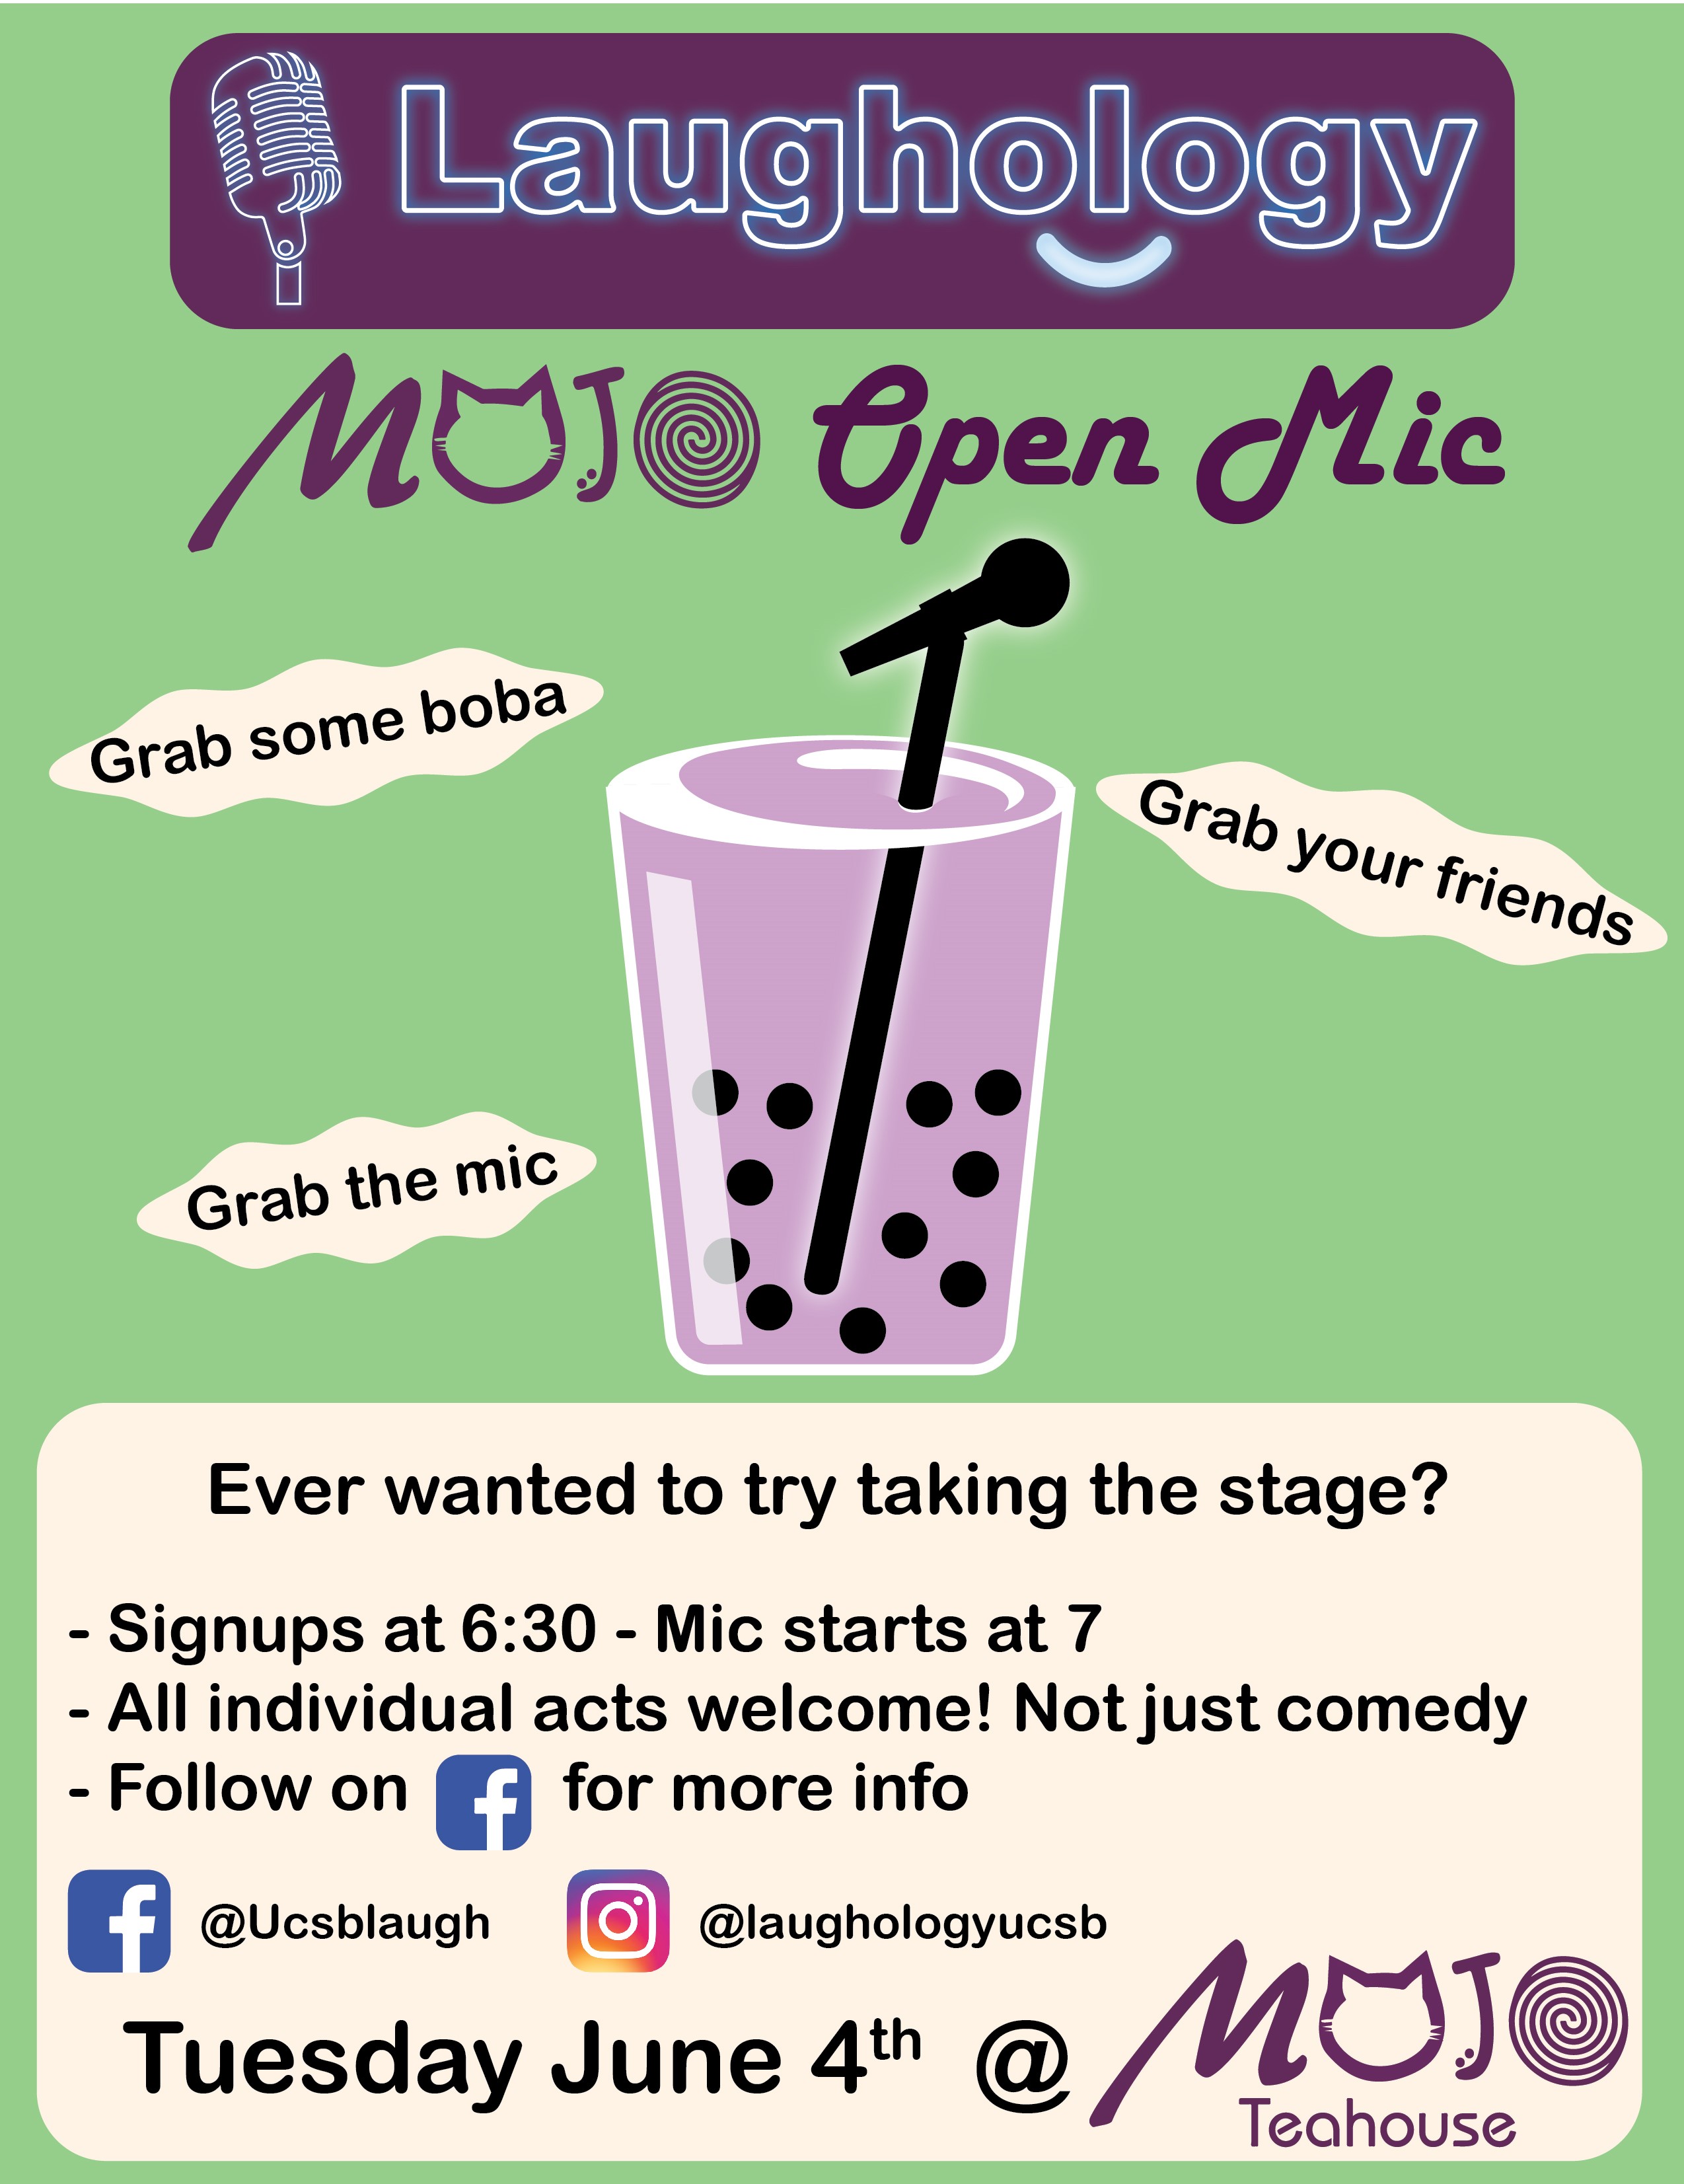 Laughology
MOJO Open Mic
Grab some boba
Grab your friends
Grab the mic
Ever wanted to try taking the stage?
- Signups at 6:30 - Mic starts at 7
- All individual acts welcome! Not just comedy
- Follow on f for more info
f @Ucsblaugh @laughologyucsb
Tuesday June 4th @ MOJO
Teahouse